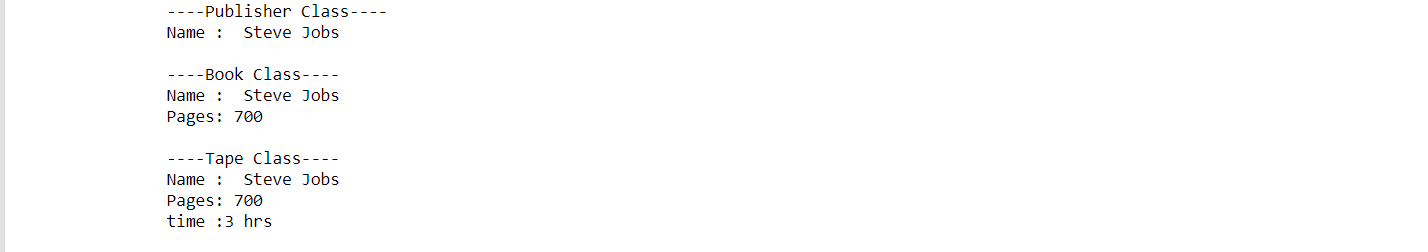 ----Publisher Class----
Name :  Steve Jobs
----Book Class----
Name :  Steve Jobs
Pages: 700
----Tape Class----
Name :  Steve Jobs
Pages: 700
time :3 hrs